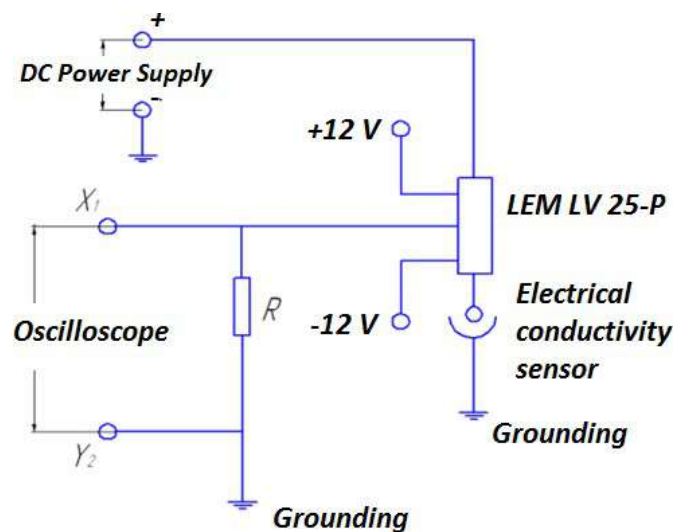 +
DC Power Supply
-
+12 V
LEM LV 25-P
X₁
R
Oscilloscope
-12 V
Electrical
conductivity
sensor
Y₂
Grounding
Grounding